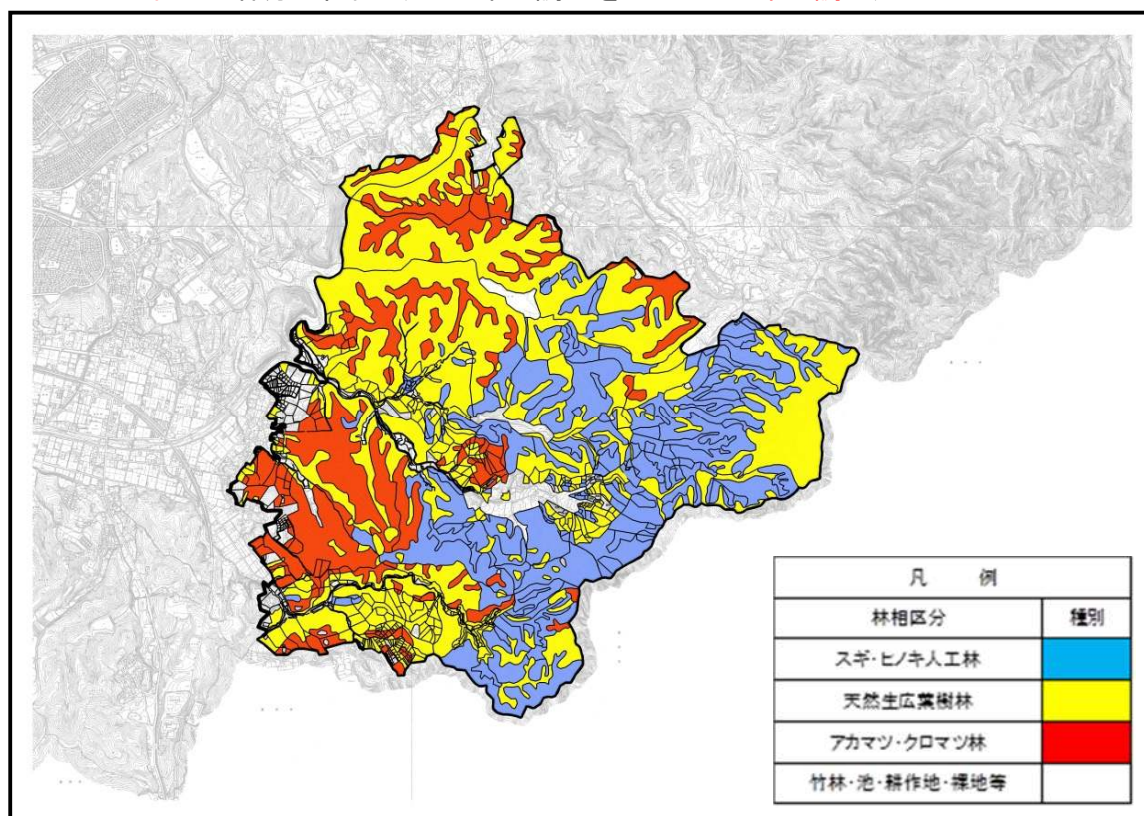 凡 例
林相区分 種別
スギ・ヒノキ人工林
天然生広葉樹林
アカマツ・クロマツ林
竹林・池・耕作地・裸地等